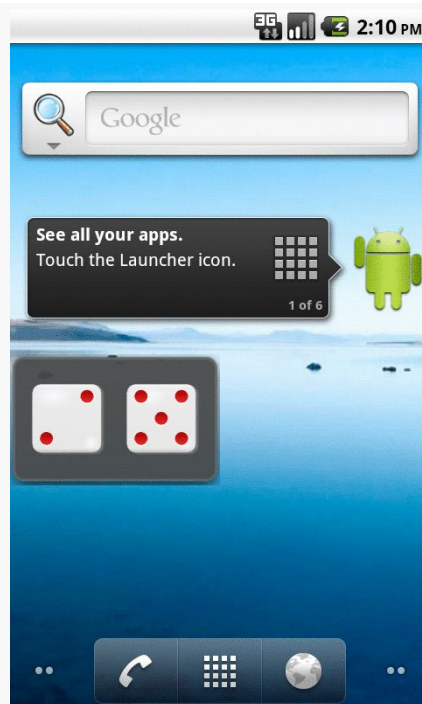 3G 2:10 PM
Google
See all your apps.
Touch the Launcher icon.
1 of 6